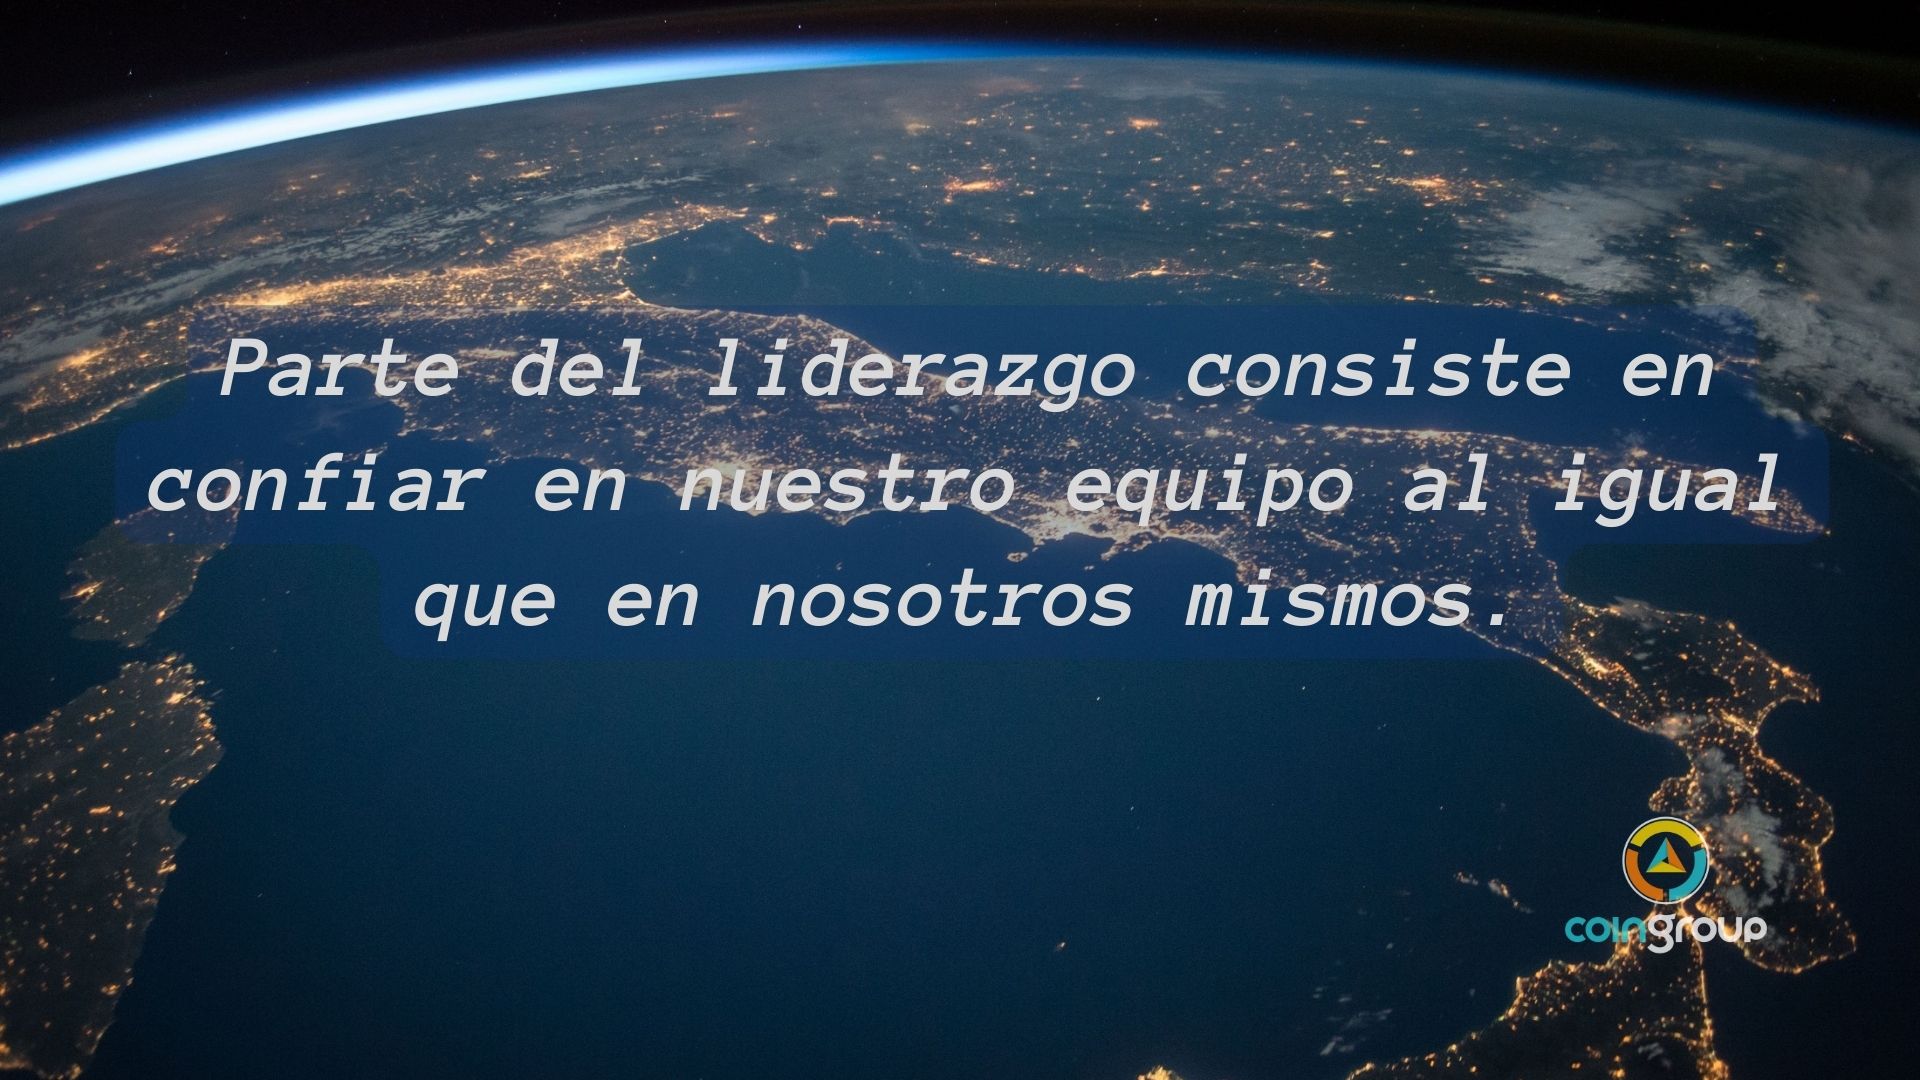 Parte del liderazgo consiste en
confiar en nuestro equipo al igual
que en nosotros mismos.
coingroup